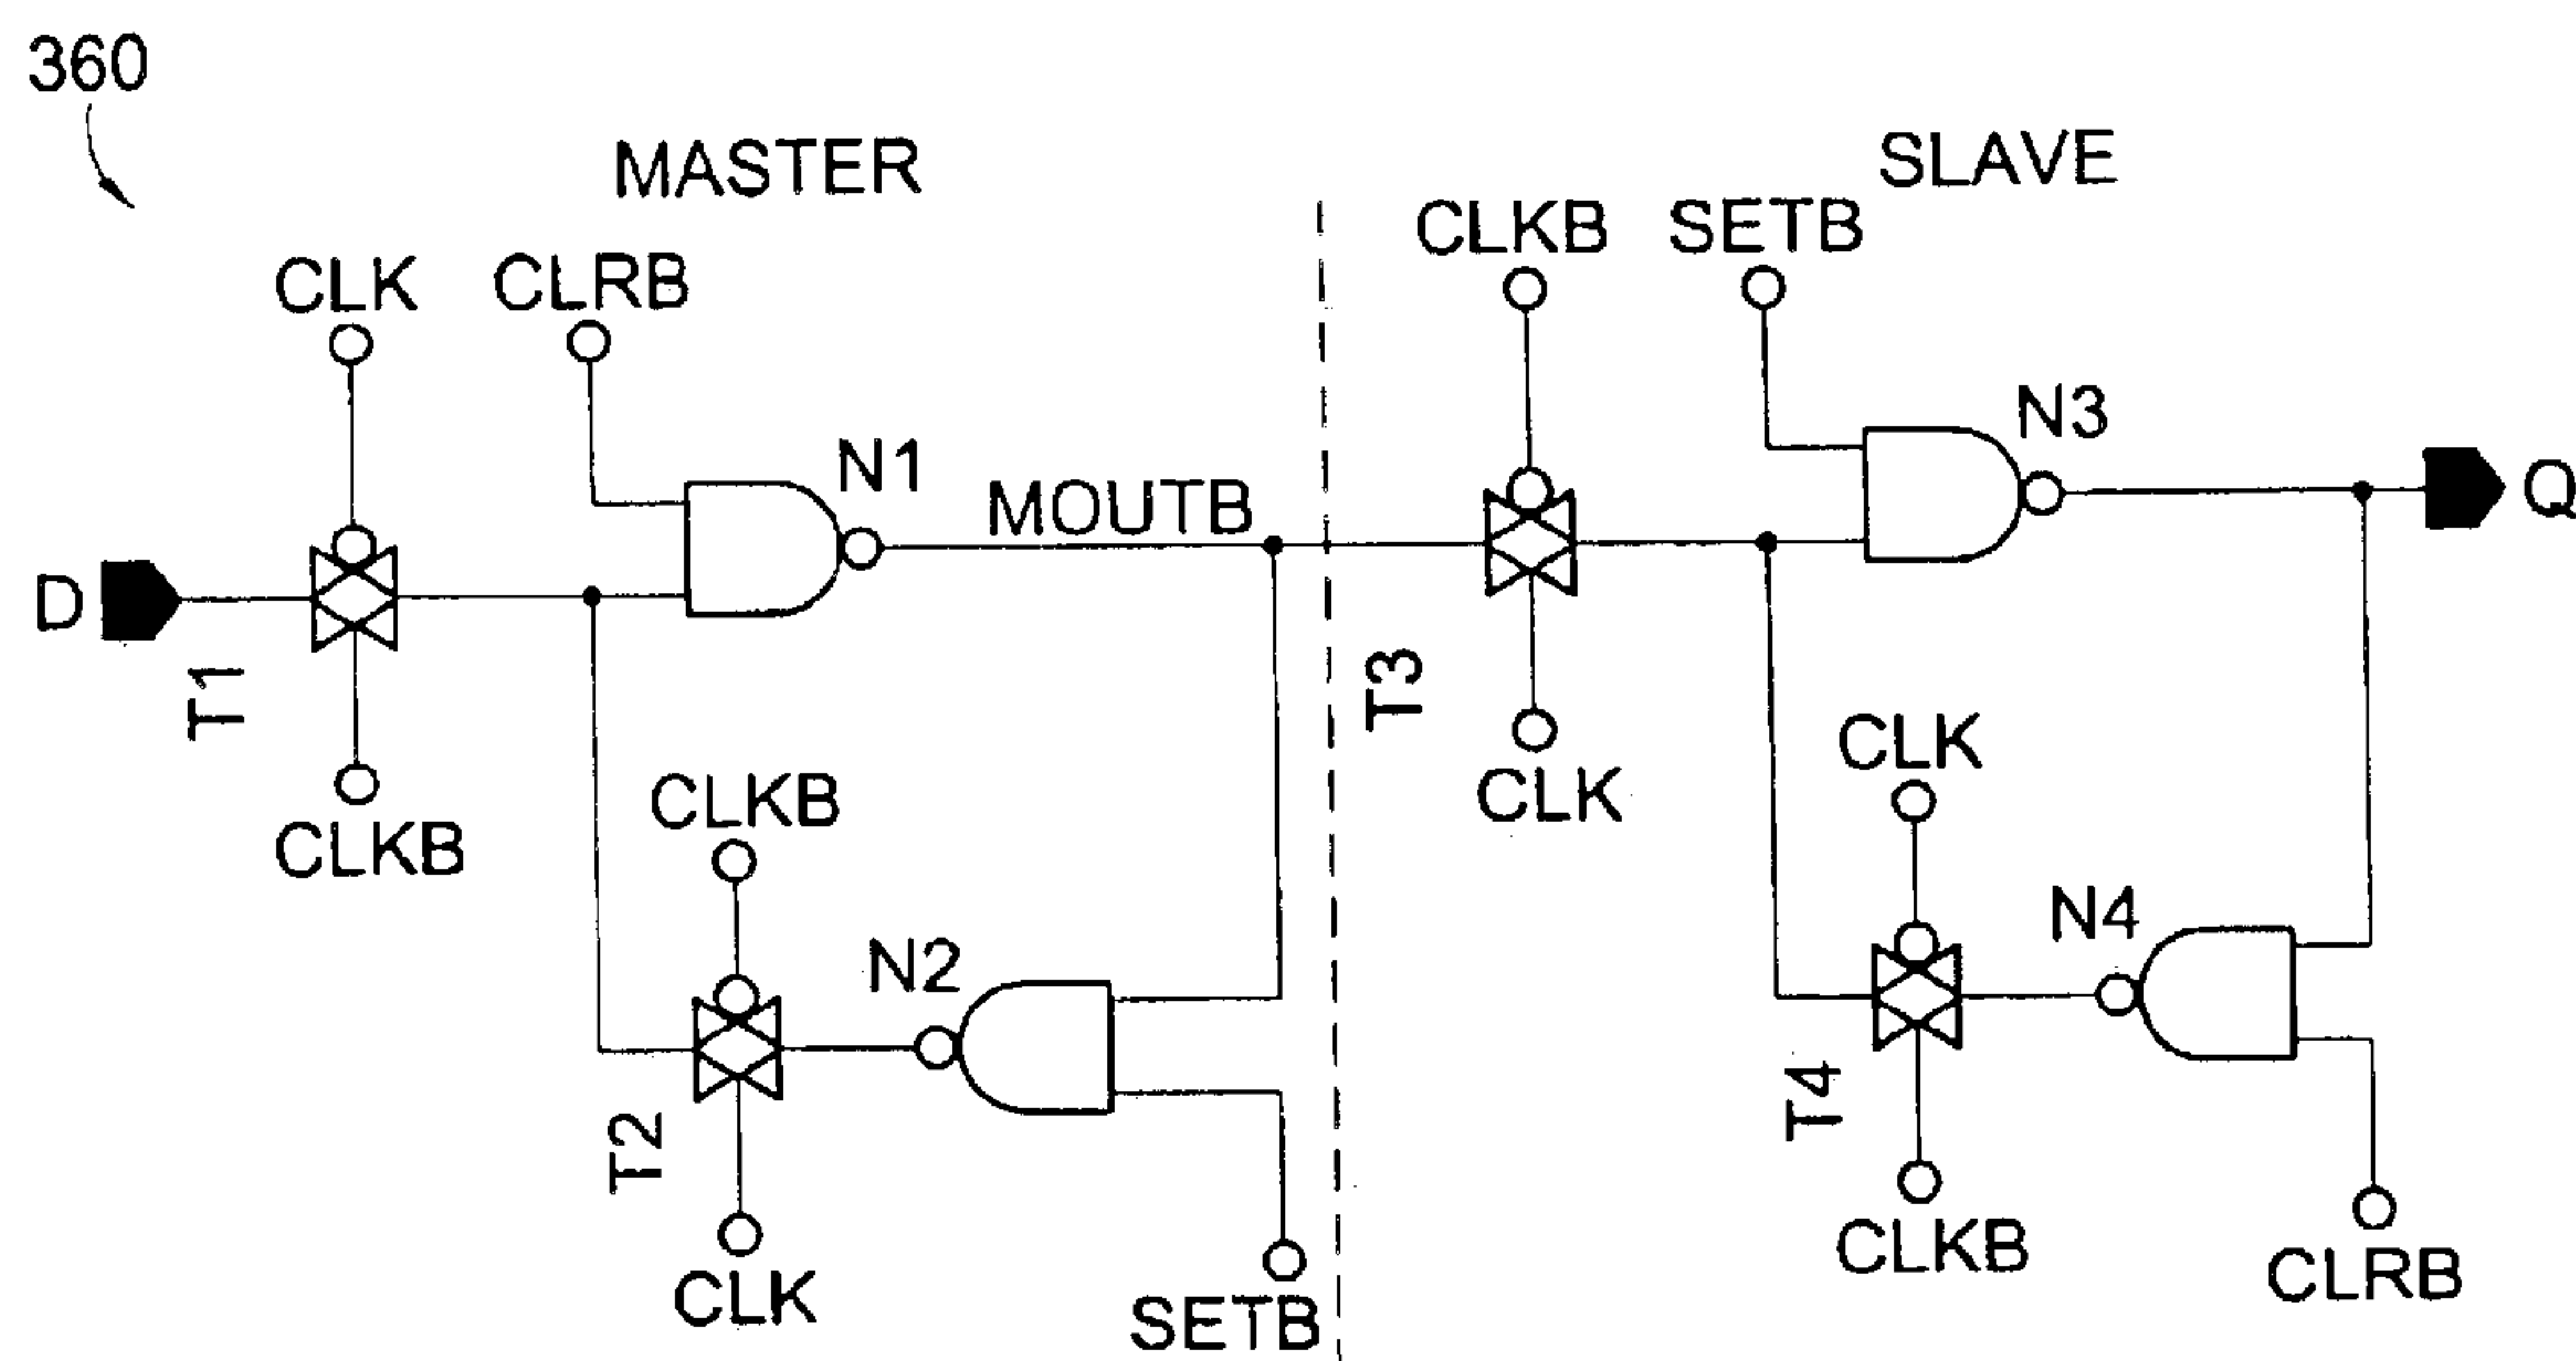 360
MASTER
SLAVE
CLK
CLRB
CLKB
SETB
N1
N3
MOUTB
D
Q
T1
CLKB
T3
CLK
CLKB
CLK
N2
N4
T2
T4
CLK
SETB
CLKB
CLRB